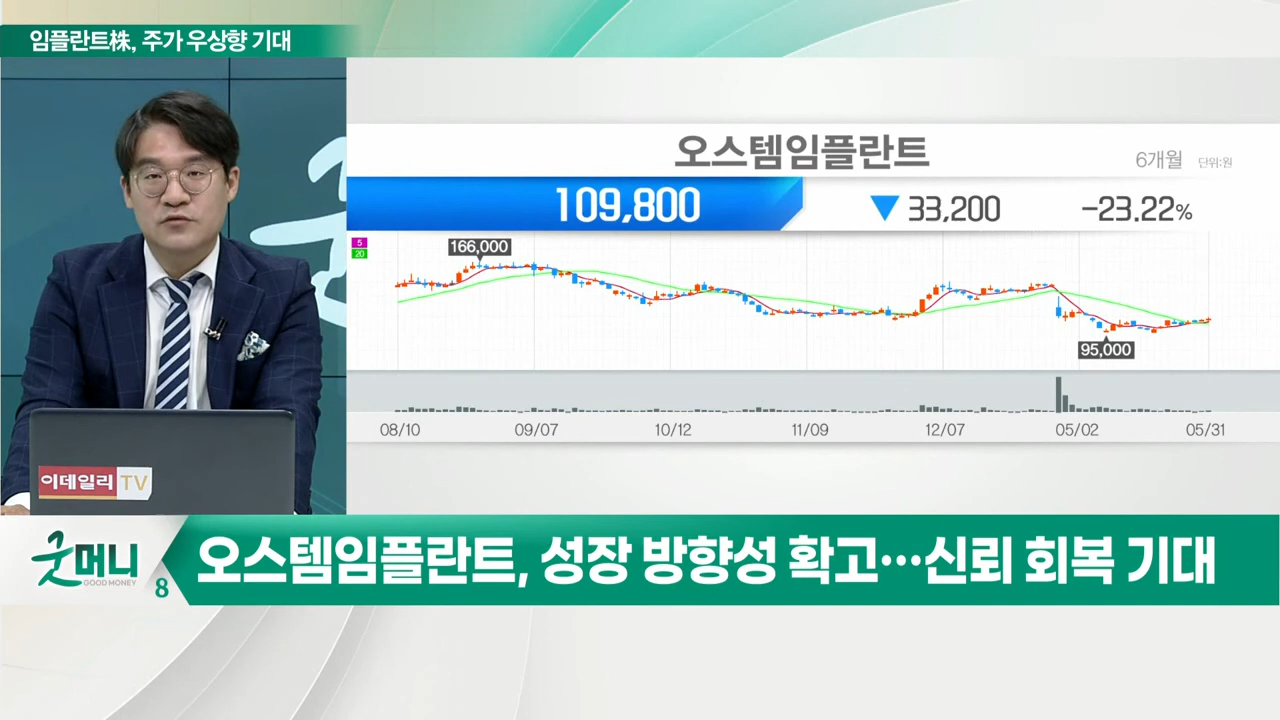 임플란트株, 주가 우상향 기대
오스템임플란트
6개월 단위:원
109,800 ▼ 33,200 -23.22%
5
20
166,000
95,000
08/10 09/07 10/12 11/09 12/07 05/02 05/31
이데일리 TV
굿머니
GOOD MONEY
8
오스템임플란트, 성장 방향성 확고…신뢰 회복 기대